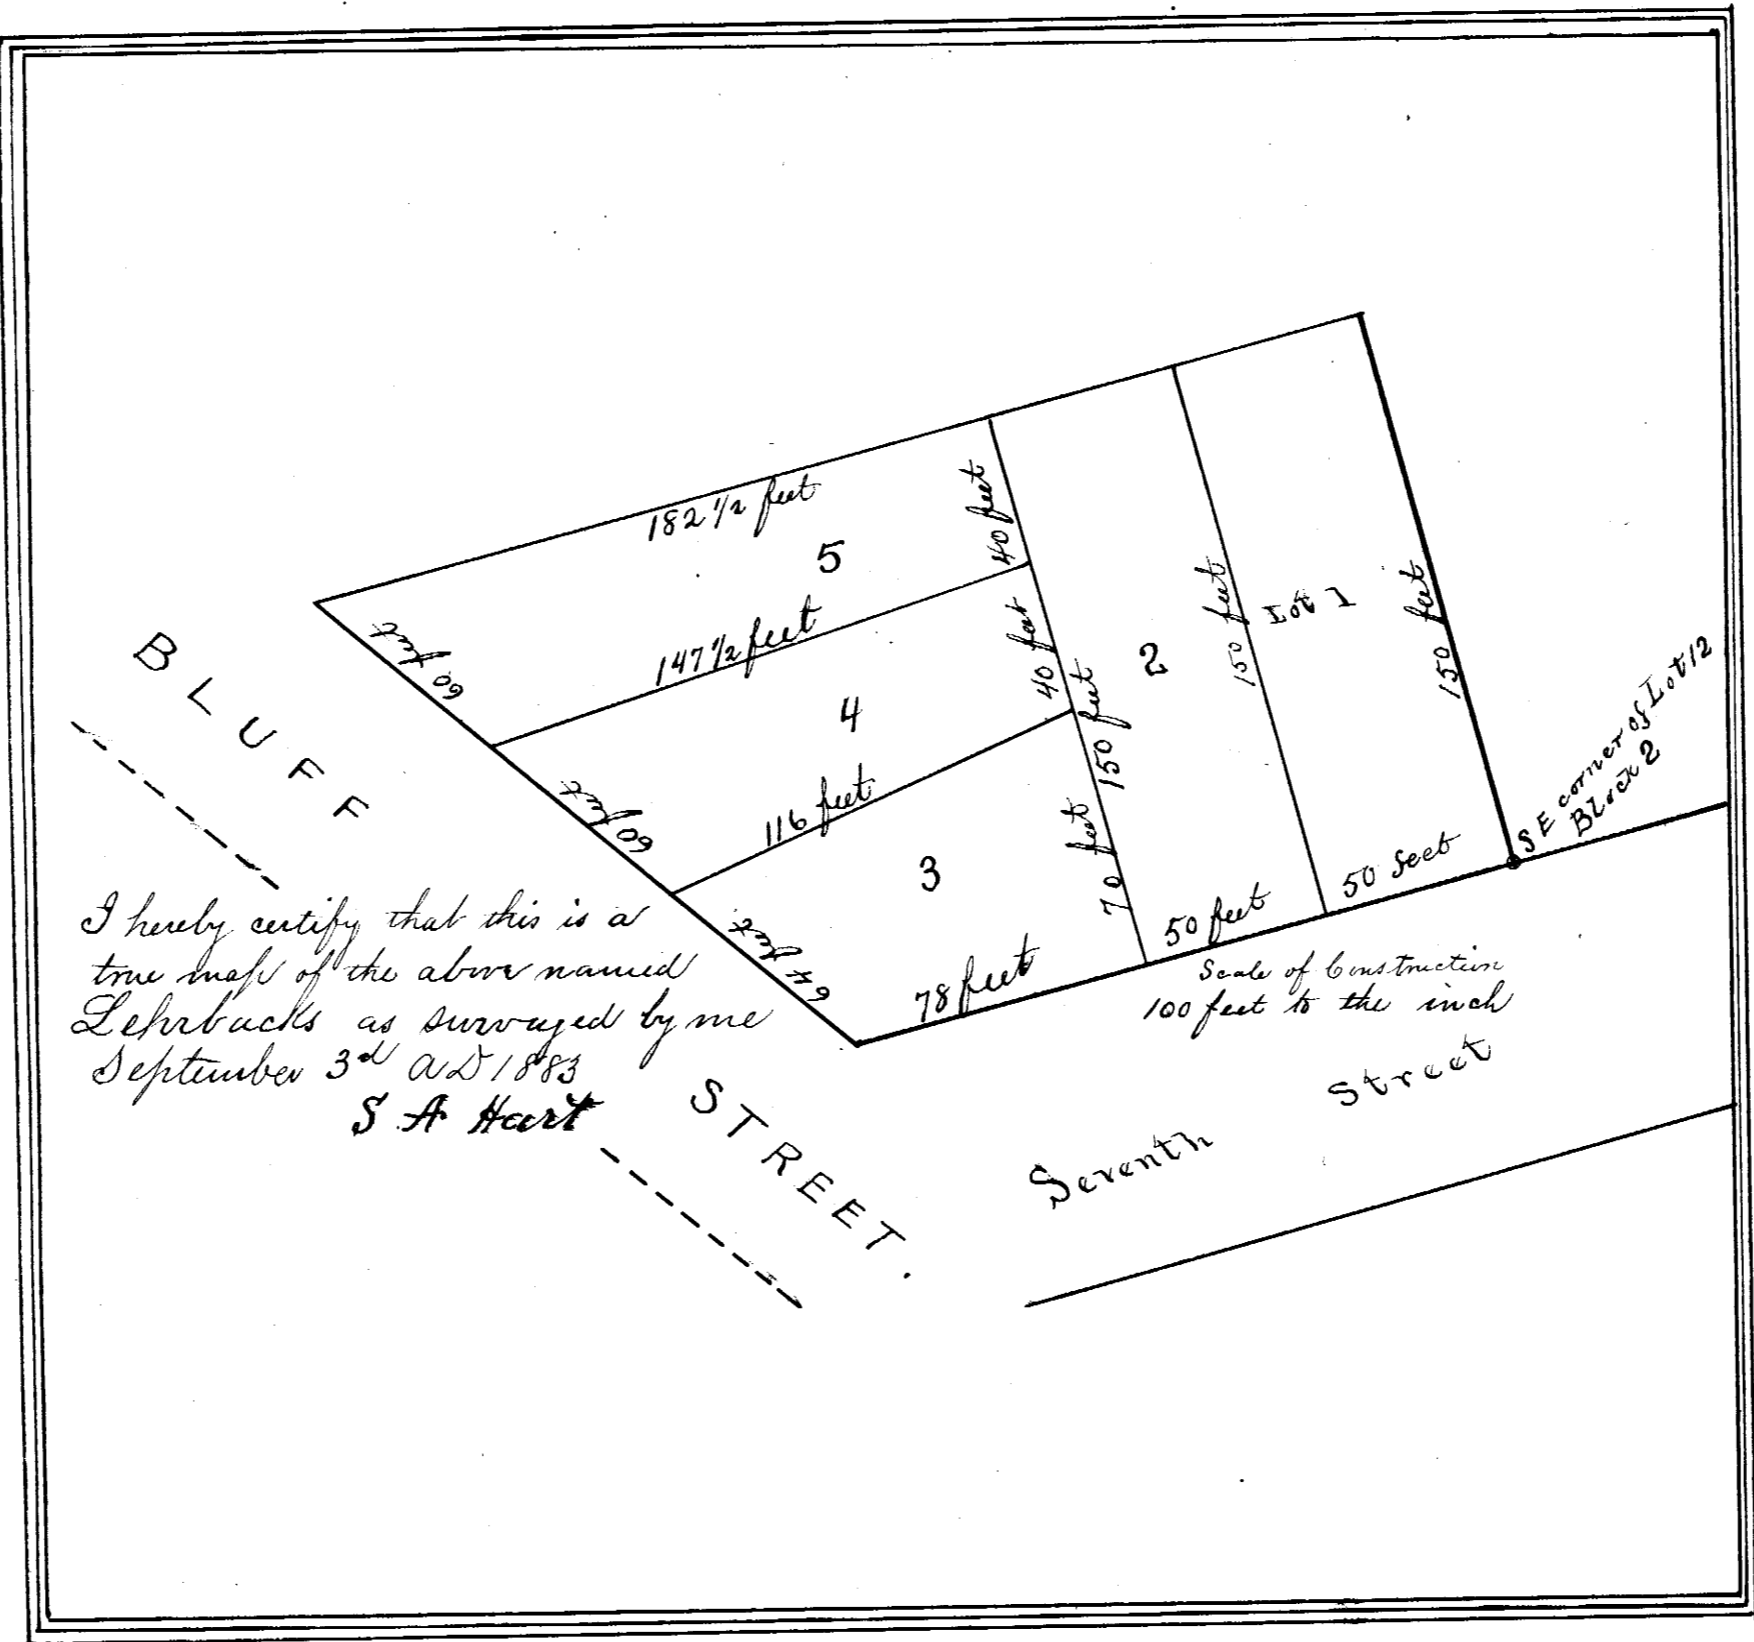 182 1/2 feet
5
40 feet
60 feet
147 1/2 feet
4
40 feet
60 feet
116 feet
3
70 feet
64 feet
78 feet
2
150 feet
150 feet
Lot 1
150 feet
50 feet
50 feet
SE corner of Lot 12
Block 2
BLUFF
STREET.
I hereby certify that this is a
true map of the above named
as surveyed by me
September 3d AD 1883
S A Hart
Scale of Construction
100 feet to the inch
Seventh Street